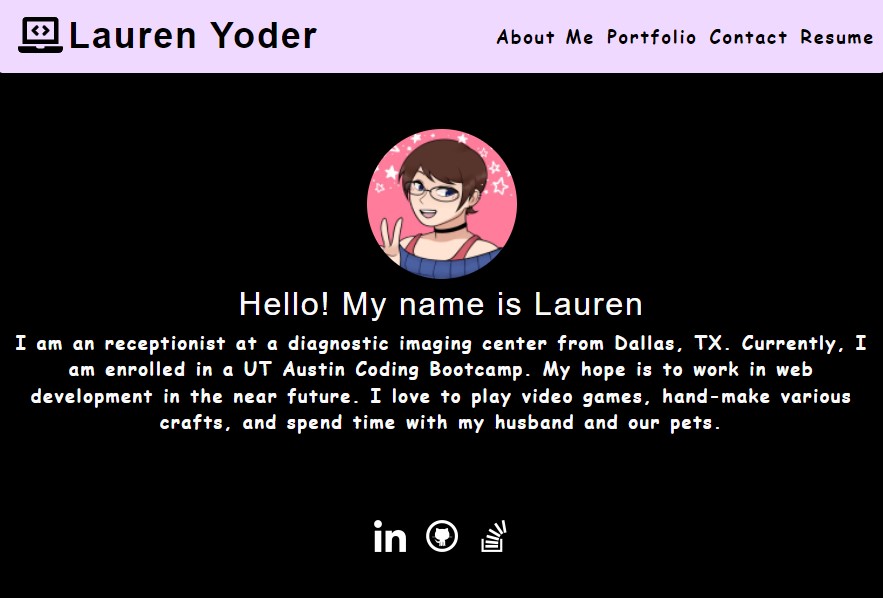 Lauren Yoder
About Me Portfolio Contact Resume
Hello! My name is Lauren
I am an receptionist at a diagnostic imaging center from Dallas, TX. Currently, I
am enrolled in a UT Austin Coding Bootcamp. My hope is to work in web
development in the near future. I love to play video games, hand-make various
crafts, and spend time with my husband and our pets.
in